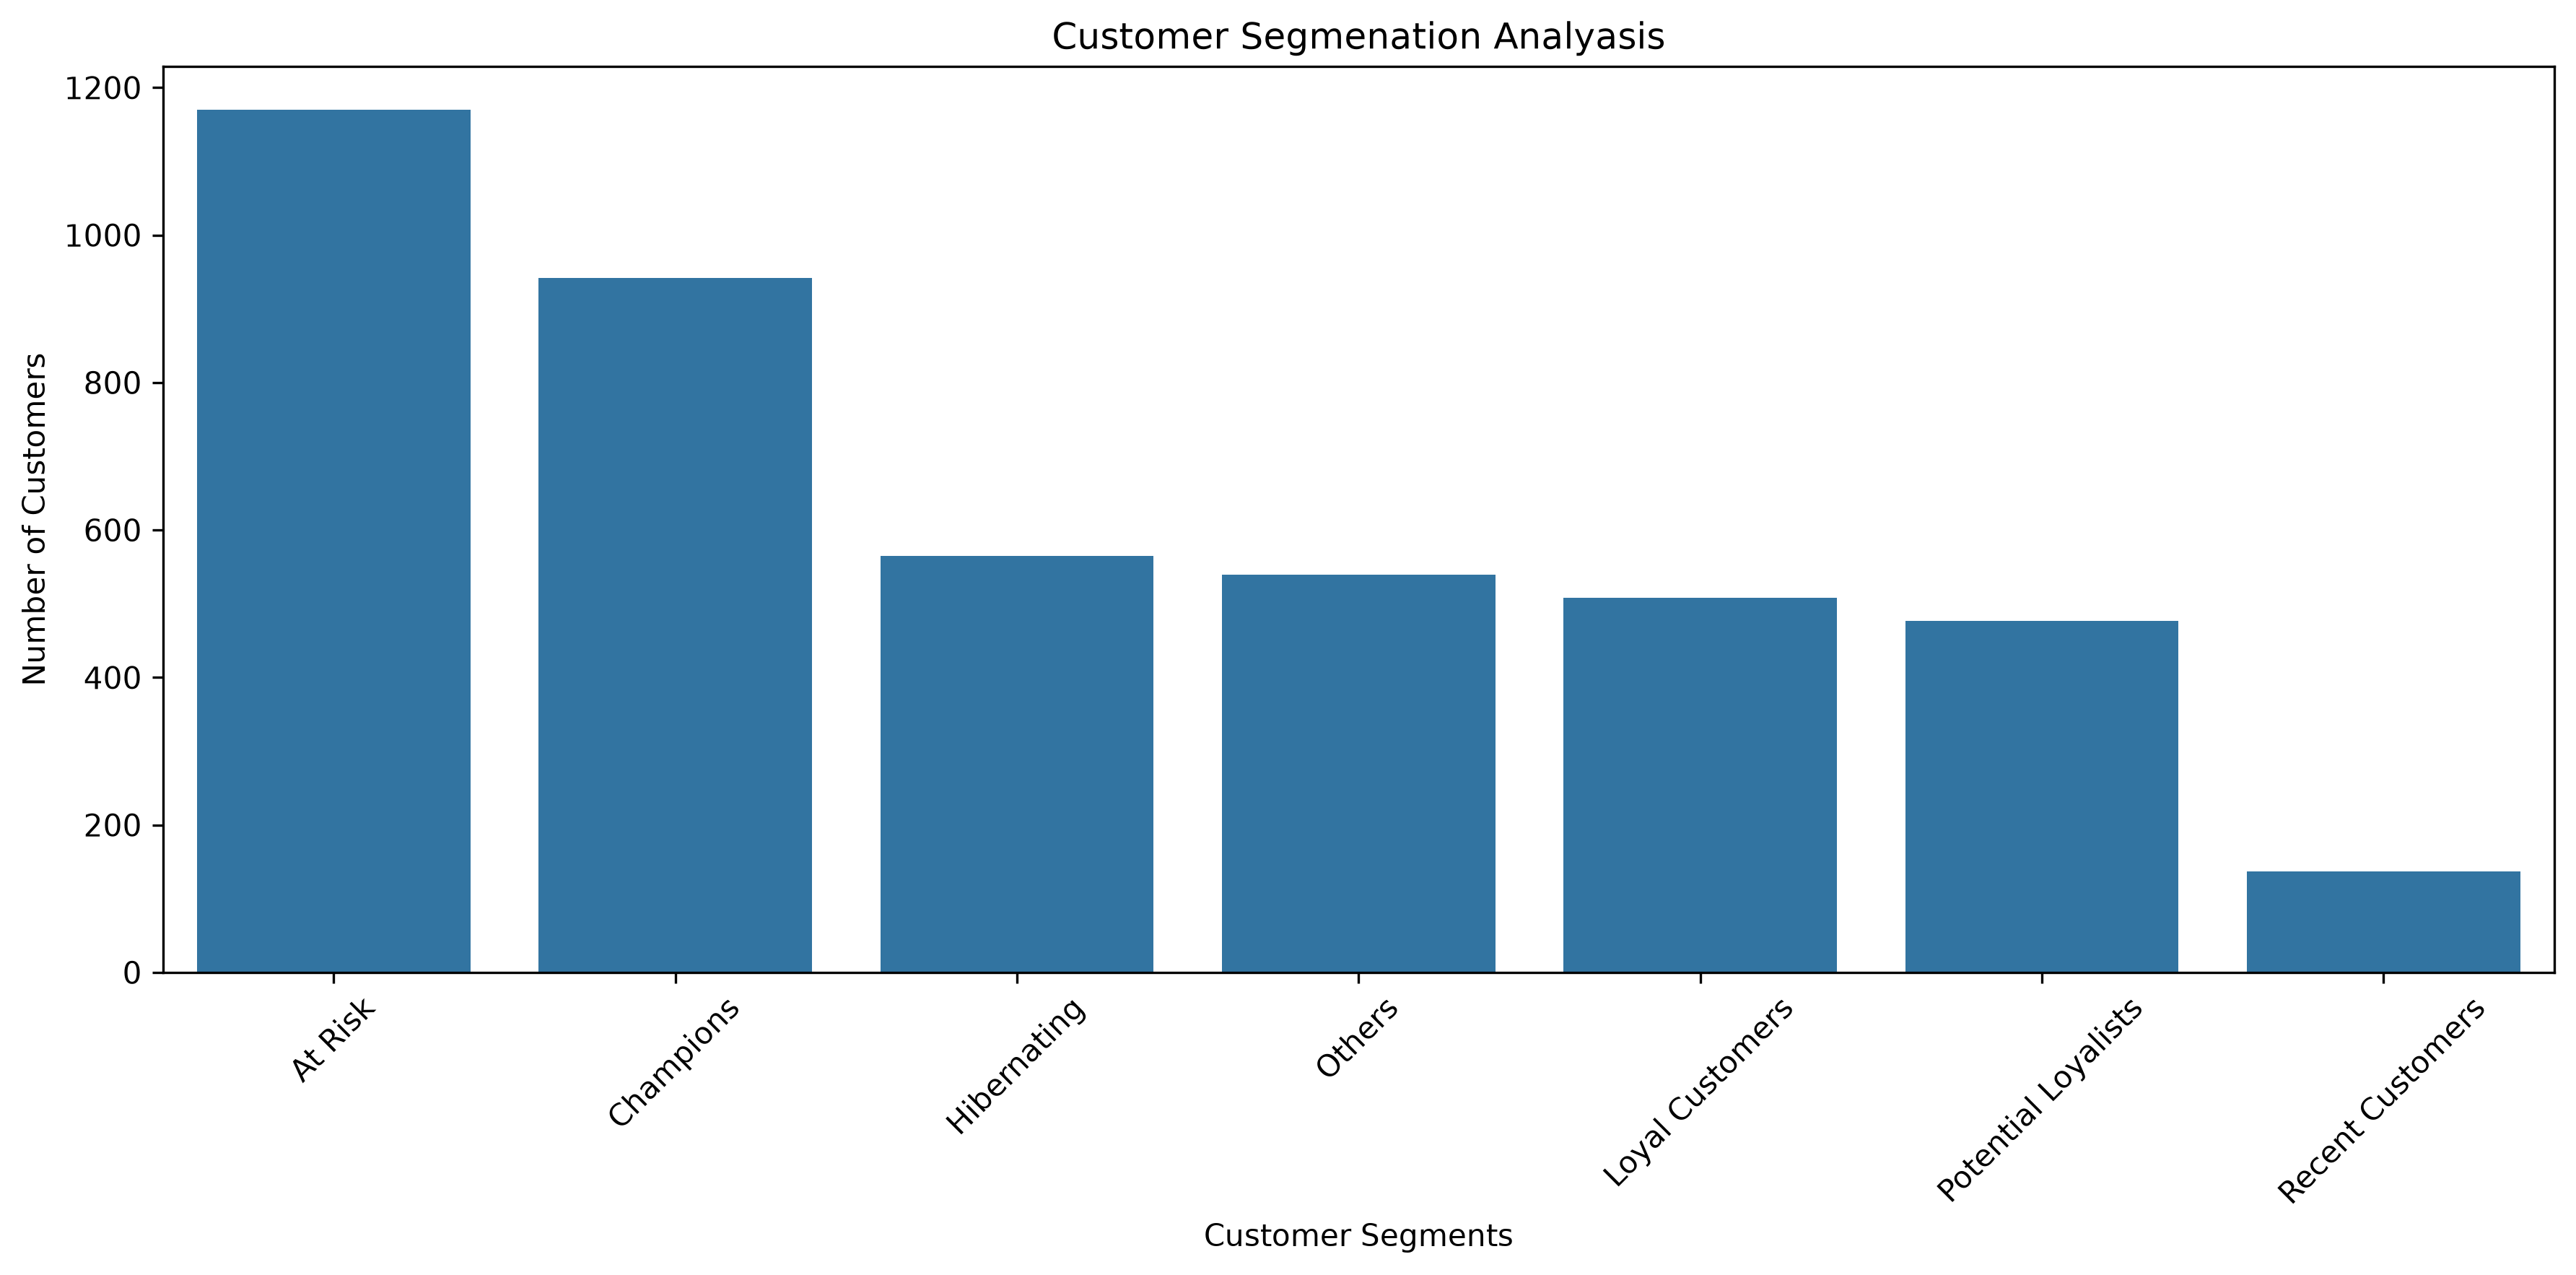 Customer Segmenation Analyasis
Number of Customers
1200
1000
800
600
400
200
0
At Risk
Champions
Hibernating
Others
Loyal Customers
Potential Loyalists
Recent Customers
Customer Segments